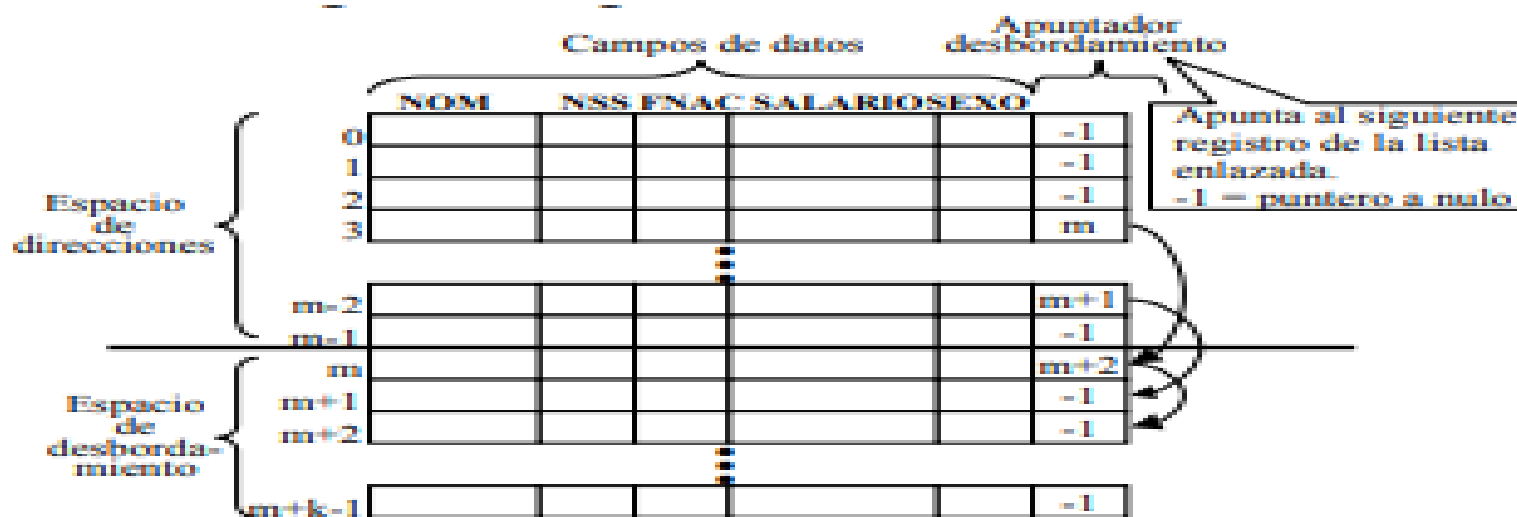 Apuntador
Campos de datos desbordamiento
NOM NSS FNAC SALARIO SEXO
Apunta al siguiente
registro de la lista
enlazada.
-1 = puntero a nulo
Espacio
de
direcciones
0 -1
1 -1
2 -1
3 m
m-2 m+1
m-1 -1
Espacio
de
desborda-
miento
m m+2
m+1 -1
m+2 -1
m+k-1 -1